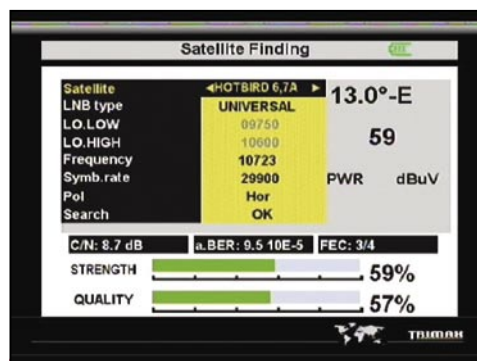 Satellite Finding
Satellite ◄HOTBIRD 6,7A ► 13.0°-E
LNB type UNIVERSAL
LO.LOW 09750
LO.HIGH 10600 59
Frequency 10723
Symb.rate 29900 PWR dBuV
Pol Hor
Search OK
C/N: 8.7 dB a.BER: 9.5 10E-5 FEC: 3/4
STRENGTH 59%
QUALITY 57%
TRIMAX